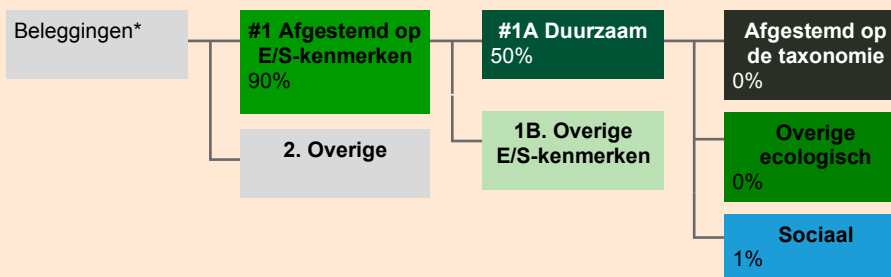 Beleggingen*
#1 Afgestemd op
E/S-kenmerken
90%
2. Overige
#1A Duurzaam
50%
1B. Overige
E/S-kenmerken
Afgestemd op
de taxonomie
0%
Overige
ecologisch
0%
Sociaal
1%